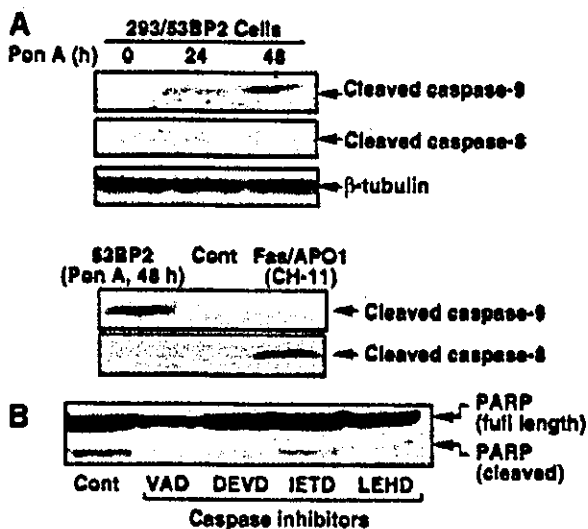 A
293/53BP2 Cells
Pon A (h) 0 24 48
Cleaved caspase-9
Cleaved caspase-8
β-tubulin
53BP2 Cont Fas/APO1
(Pon A, 48 h) (CH-11)
Cleaved caspase-9
Cleaved caspase-8
B
PARP
(full length)
PARP
(cleaved)
Cont VAD DEVD IETD LEHD
Caspase inhibitors